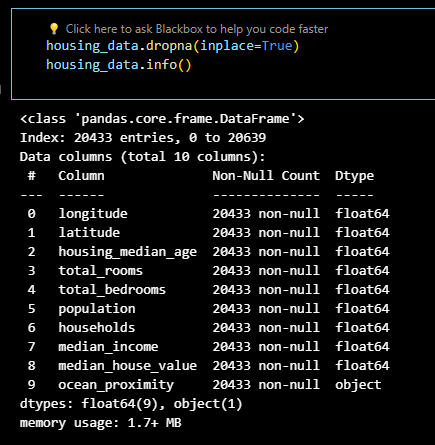 💡 Click here to ask Blackbox to help you code faster
housing_data.dropna(inplace=True)
housing_data.info()
<class 'pandas.core.frame.DataFrame'>
Index: 20433 entries, 0 to 20639
Data columns (total 10 columns):
 #   Column              Non-Null Count  Dtype
---  ------              --------------  -----
 0   longitude           20433 non-null  float64
 1   latitude            20433 non-null  float64
 2   housing_median_age  20433 non-null  float64
 3   total_rooms         20433 non-null  float64
 4   total_bedrooms      20433 non-null  float64
 5   population          20433 non-null  float64
 6   households          20433 non-null  float64
 7   median_income       20433 non-null  float64
 8   median_house_value  20433 non-null  float64
 9   ocean_proximity     20433 non-null  object
dtypes: float64(9), object(1)
memory usage: 1.7+ MB